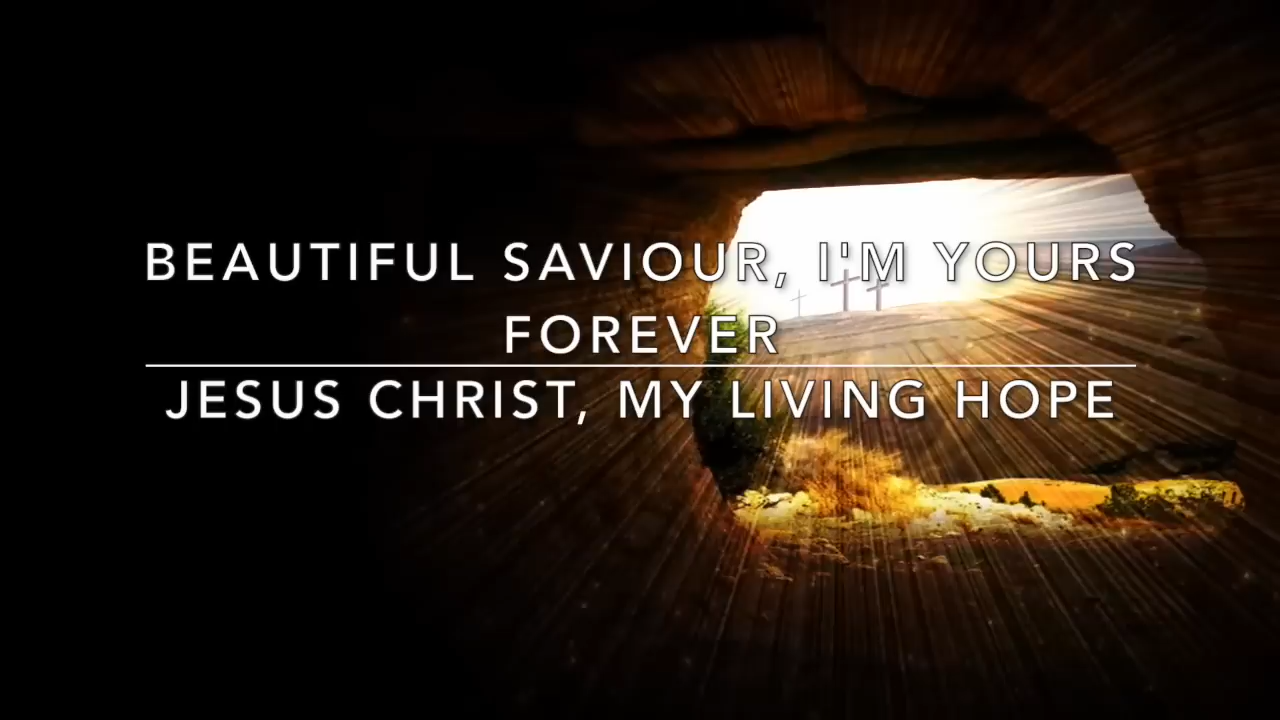 BEAUTIFUL SAVIOUR, I'M YOURS
FOREVER
JESUS CHRIST, MY LIVING HOPE